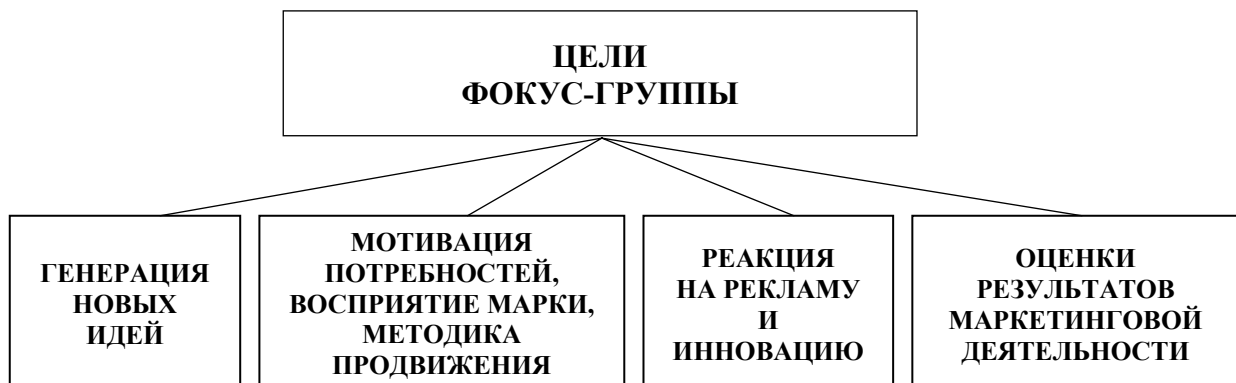 ЦЕЛИ
ФОКУС-ГРУППЫ
ГЕНЕРАЦИЯ
НОВЫХ
ИДЕЙ
МОТИВАЦИЯ
ПОТРЕБНОСТЕЙ,
ВОСПРИЯТИЕ МАРКИ,
МЕТОДИКА
ПРОДВИЖЕНИЯ
РЕАКЦИЯ
НА РЕКЛАМУ
И
ИННОВАЦИЮ
ОЦЕНКИ
РЕЗУЛЬТАТОВ
МАРКЕТИНГОВОЙ
ДЕЯТЕЛЬНОСТИ